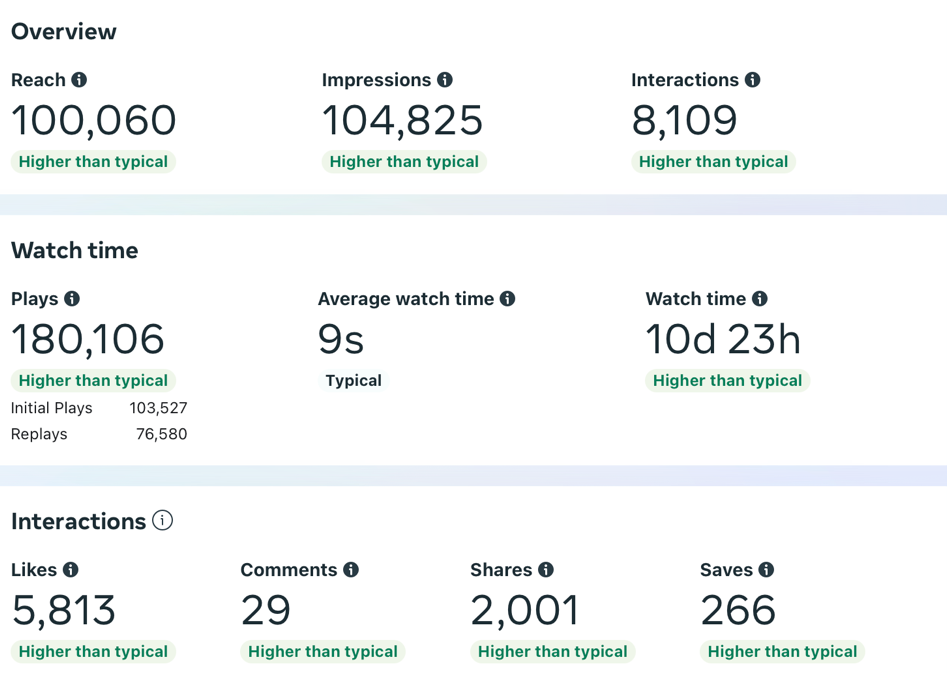 Overview
Reach Impressions Interactions
100,060 104,825 8,109
Higher than typical Higher than typical Higher than typical
Watch time
Plays Average watch time Watch time
180,106 9s 10d 23h
Higher than typical Typical Higher than typical
Initial Plays 103,527
Replays 76,580
Interactions
Likes Comments Shares Saves
5,813 29 2,001 266
Higher than typical Higher than typical Higher than typical Higher than typical